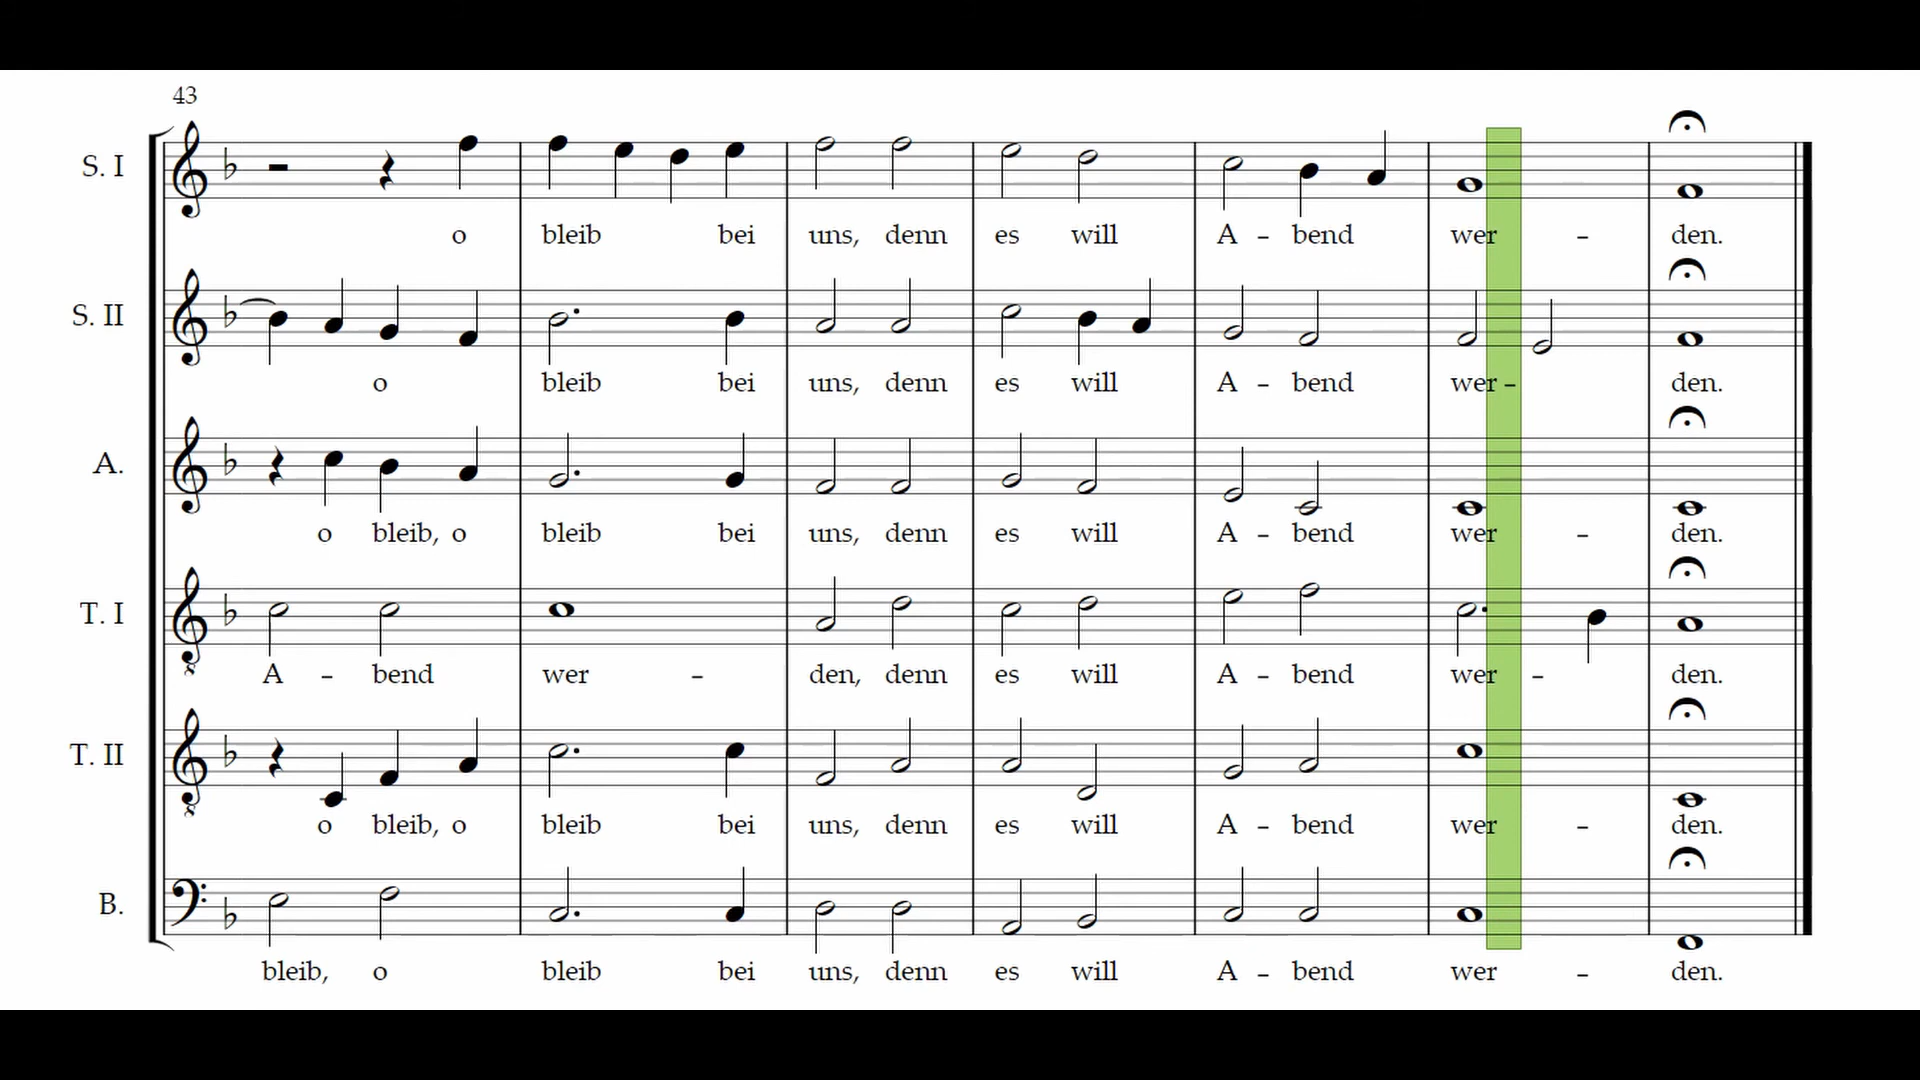 43
S. I
o bleib bei uns, denn es will A - bend wer - den.
S. II
o bleib bei uns, denn es will A - bend wer - den.
A.
o bleib, o bleib bei uns, denn es will A - bend wer - den.
T. I
A - bend wer - den, denn es will A - bend wer - den.
T. II
o bleib, o bleib bei uns, denn es will A - bend wer - den.
B.
bleib, o bleib bei uns, denn es will A - bend wer - den.